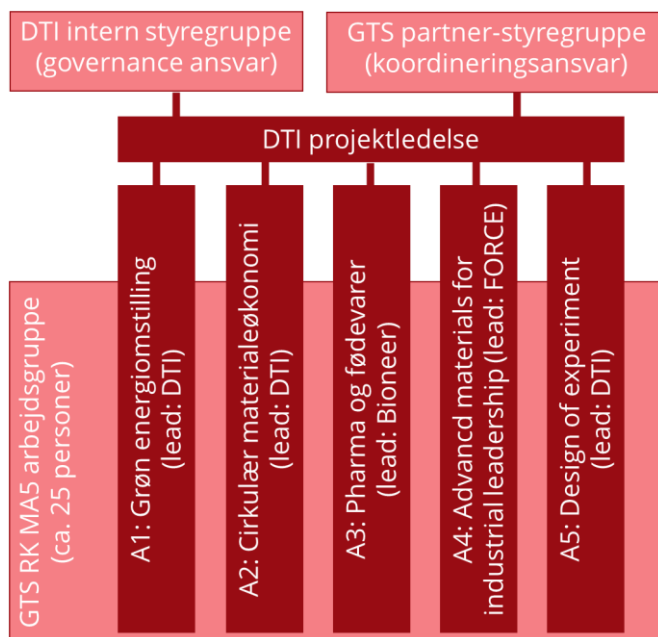 DTI intern styregruppe
(governance ansvar)
GTS partner-styregruppe
(koordineringsansvar)
DTI projektledelse
GTS RK MA5 arbejdsgruppe
(ca. 25 personer)
A1: Grøn energiomstilling
(lead: DTI)
A2: Cirkulær materialeøkonomi
(lead: DTI)
A3: Pharma og fødevarer
(lead: Bioneer)
A4: Advancd materials for
industrial leadership (lead: FORCE)
A5: Design of experiment
(lead: DTI)